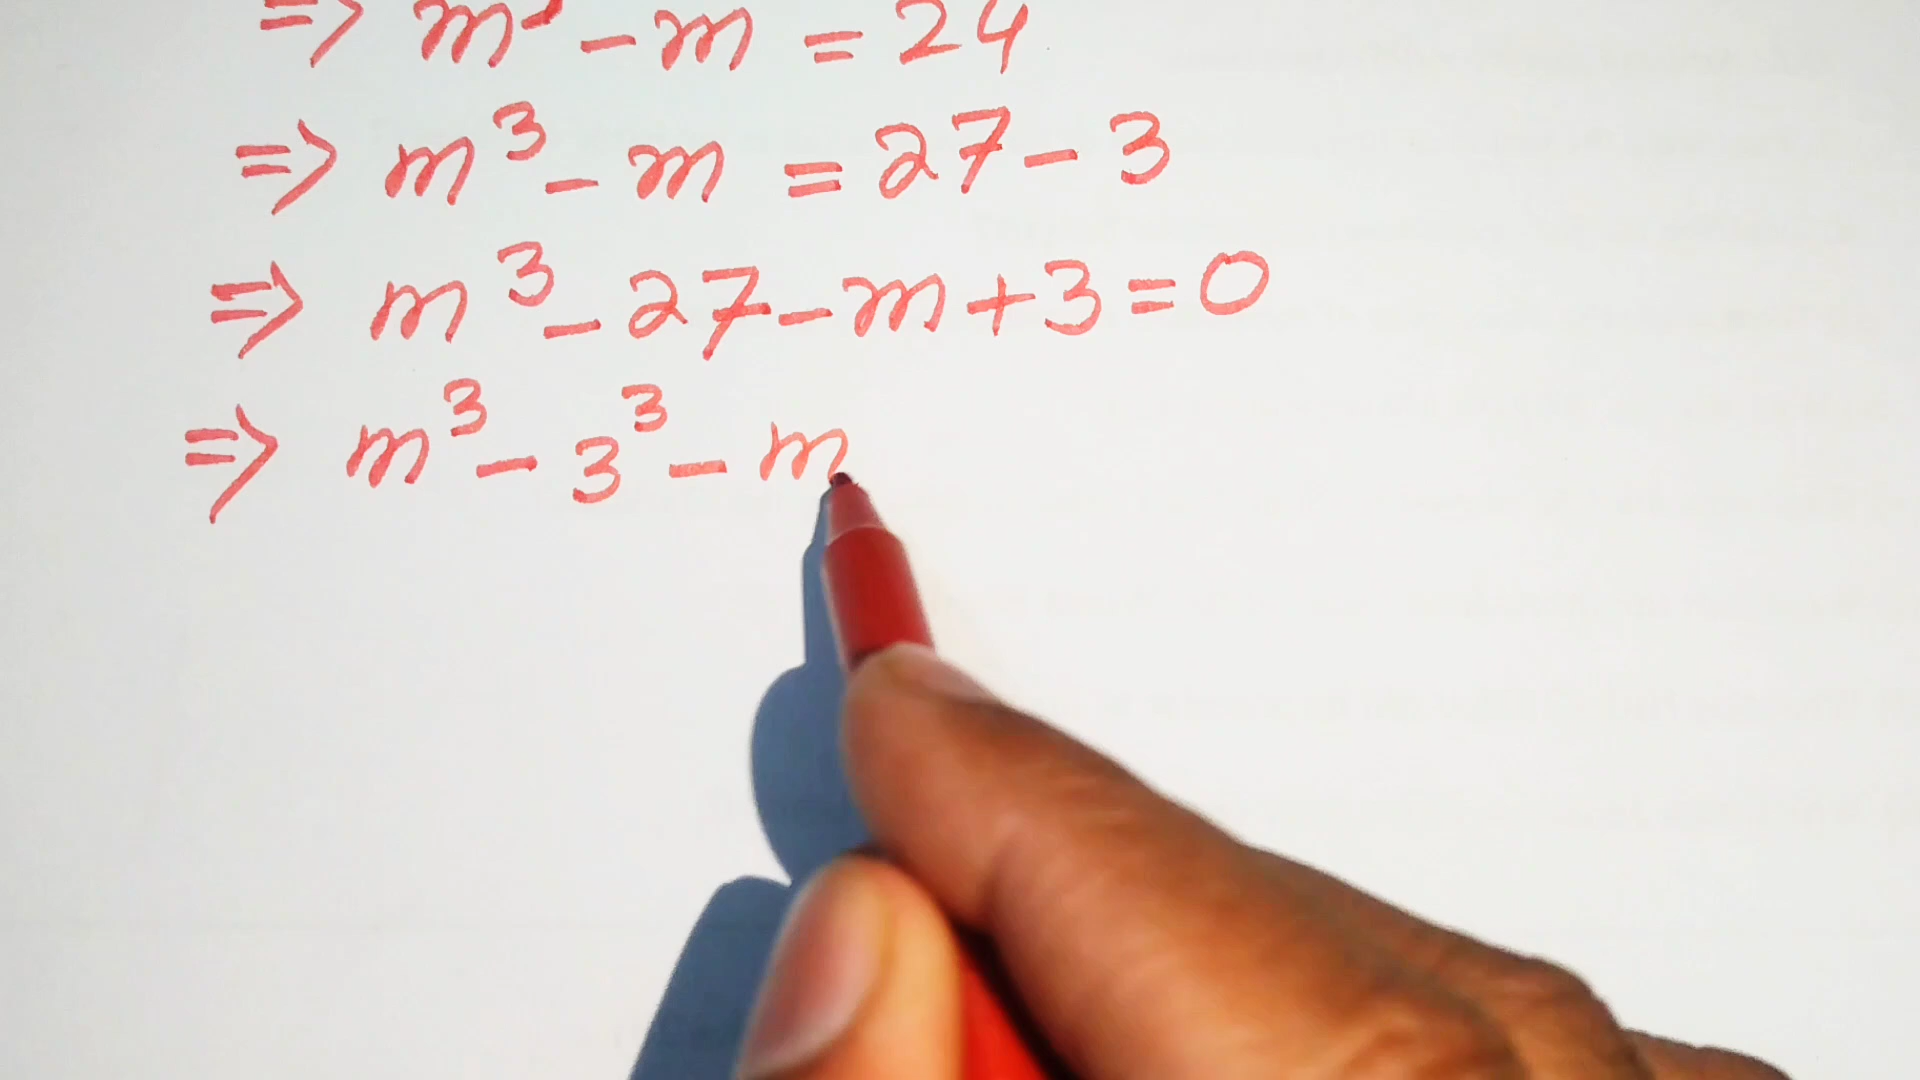 => m³ - m = 24
=> m³ - m = 27 - 3
=> m³ - 27 - m + 3 = 0
=> m³ - 3³ - m